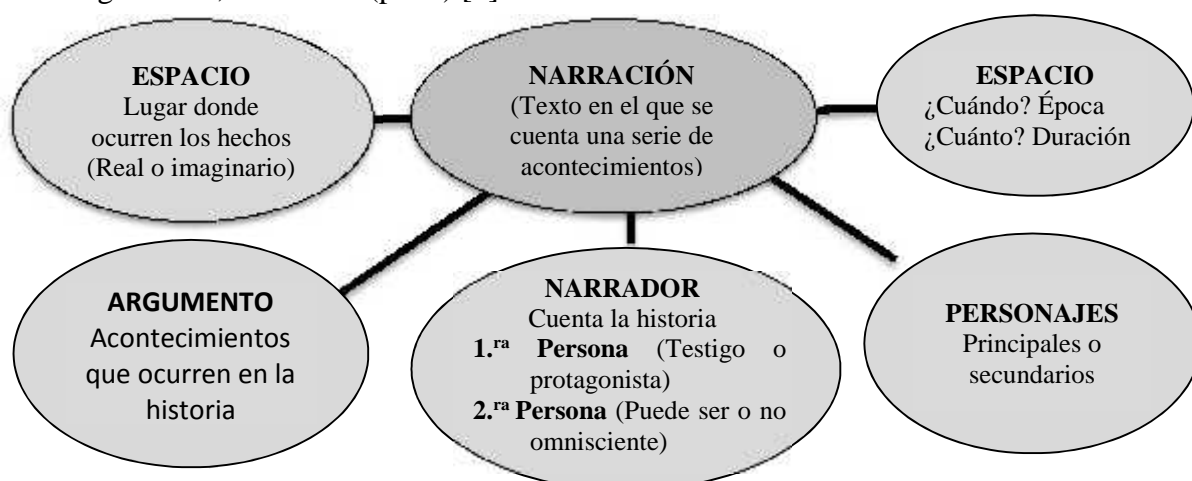 ESPACIO
Lugar donde
ocurren los hechos
(Real o imaginario)
NARRACIÓN
(Texto en el que se
cuenta una serie de
acontecimientos)
ESPACIO
¿Cuándo? Época
¿Cuánto? Duración
ARGUMENTO
Acontecimientos
que ocurren en la
historia
NARRADOR
Cuenta la historia
1.ra Persona (Testigo o
protagonista)
2.ra Persona (Puede ser o no
omnisciente)
PERSONAJES
Principales o
secundarios